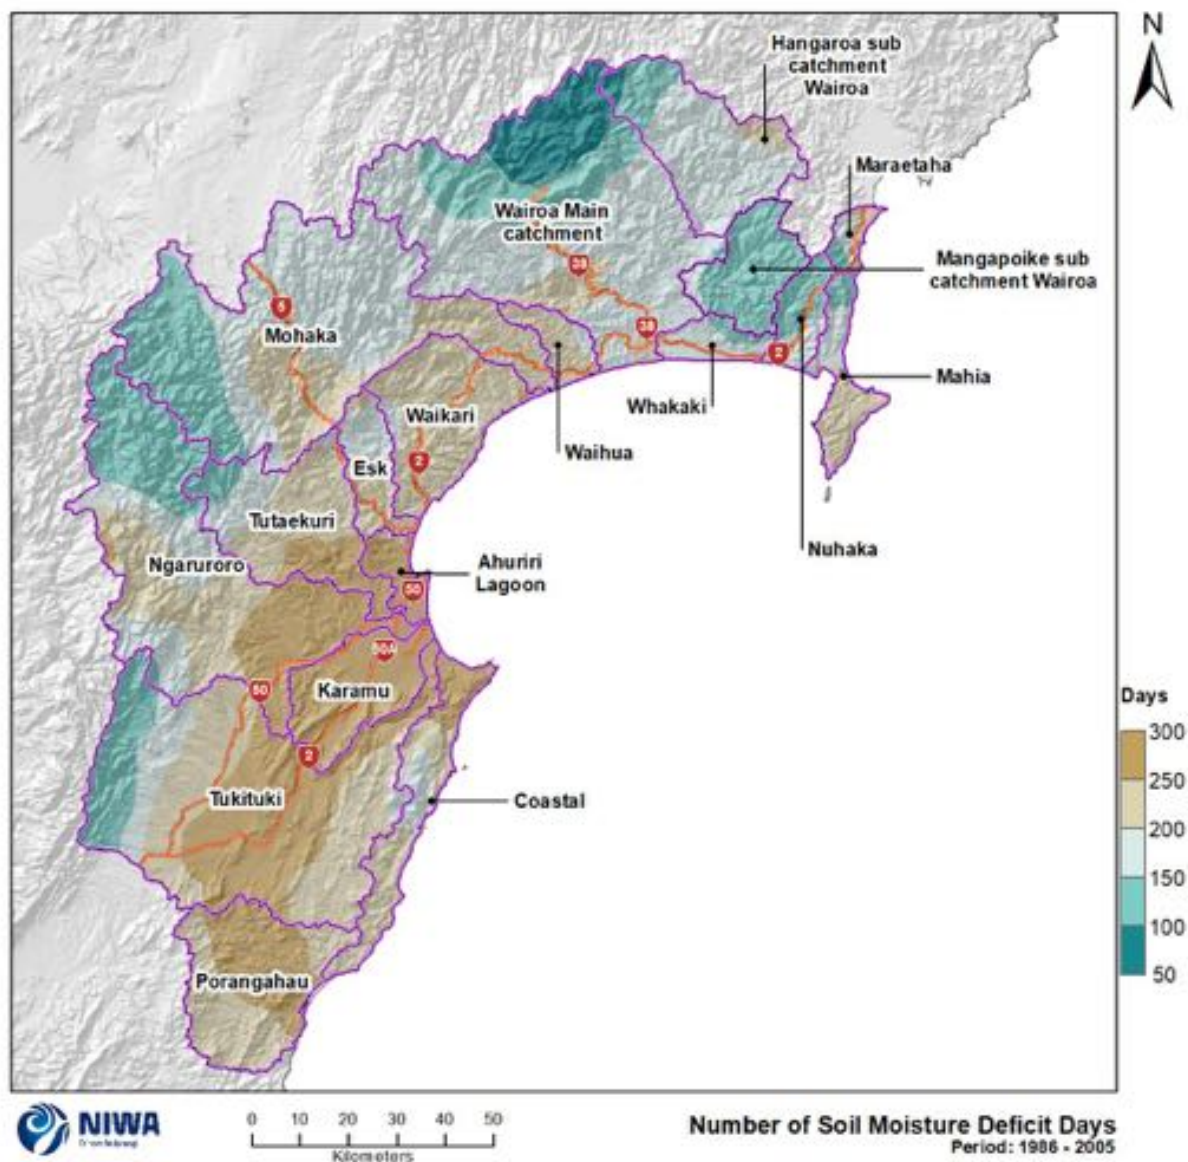 N
Hangaroa sub
catchment
Wairoa
Maraetaha
Wairoa Main
catchment
Mangapoike sub
catchment Wairoa
38
5
Mohaka
38
2
Mahia
Whakaki
Waikari
Waihua
2
Esk
Tutaekuri
Nuhaka
Ngaruroro
Ahuriri
Lagoon
50
50A
Karamu
50
2
Tukituki
Coastal
Porangahau
Days
300
250
200
150
100
50
NIWA
0 10 20 30 40 50
Kilometers
Number of Soil Moisture Deficit Days
Period: 1986 - 2005